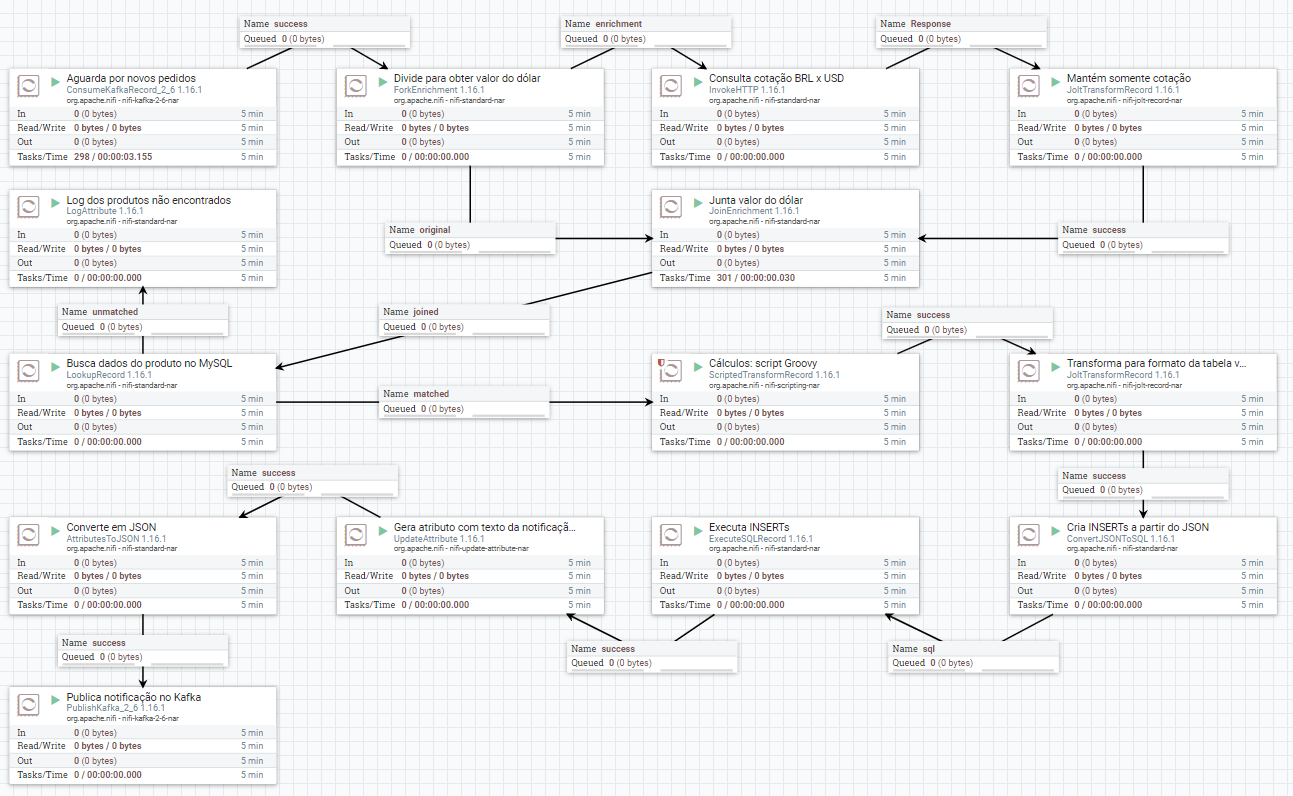 Name success
Queued 0 (0 bytes)
Name enrichment
Queued 0 (0 bytes)
Name Response
Queued 0 (0 bytes)
Aguarda por novos pedidos
ConsumeKafkaRecord_2_6 1.16.1
org.apache.nifi - nifi-kafka-2-6-nar
In 0 (0 bytes) 5 min
Read/Write 0 bytes / 0 bytes 5 min
Out 0 (0 bytes) 5 min
Tasks/Time 298 / 00:00:03.155 5 min
Divide para obter valor do dólar
ForkEnrichment 1.16.1
org.apache.nifi - nifi-standard-nar
In 0 (0 bytes) 5 min
Read/Write 0 bytes / 0 bytes 5 min
Out 0 (0 bytes) 5 min
Tasks/Time 0 / 00:00:00.000 5 min
Consulta cotação BRL x USD
InvokeHTTP 1.16.1
org.apache.nifi - nifi-standard-nar
In 0 (0 bytes) 5 min
Read/Write 0 bytes / 0 bytes 5 min
Out 0 (0 bytes) 5 min
Tasks/Time 0 / 00:00:00.000 5 min
Mantém somente cotação
JoltTransformRecord 1.16.1
org.apache.nifi - nifi-jolt-record-nar
In 0 (0 bytes) 5 min
Read/Write 0 bytes / 0 bytes 5 min
Out 0 (0 bytes) 5 min
Tasks/Time 0 / 00:00:00.000 5 min
Log dos produtos não encontrados
LogAttribute 1.16.1
org.apache.nifi - nifi-standard-nar
In 0 (0 bytes) 5 min
Read/Write 0 bytes / 0 bytes 5 min
Out 0 (0 bytes) 5 min
Tasks/Time 0 / 00:00:00.000 5 min
Name original
Queued 0 (0 bytes)
Junta valor do dólar
JoinEnrichment 1.16.1
org.apache.nifi - nifi-standard-nar
In 0 (0 bytes) 5 min
Read/Write 0 bytes / 0 bytes 5 min
Out 0 (0 bytes) 5 min
Tasks/Time 301 / 00:00:00.030 5 min
Name success
Queued 0 (0 bytes)
Name unmatched
Queued 0 (0 bytes)
Name joined
Queued 0 (0 bytes)
Name success
Queued 0 (0 bytes)
Busca dados do produto no MySQL
LookupRecord 1.16.1
org.apache.nifi - nifi-standard-nar
In 0 (0 bytes) 5 min
Read/Write 0 bytes / 0 bytes 5 min
Out 0 (0 bytes) 5 min
Tasks/Time 0 / 00:00:00.000 5 min
Name matched
Queued 0 (0 bytes)
Cálculos: script Groovy
ScriptedTransformRecord 1.16.1
org.apache.nifi - nifi-scripting-nar
In 0 (0 bytes) 5 min
Read/Write 0 bytes / 0 bytes 5 min
Out 0 (0 bytes) 5 min
Tasks/Time 0 / 00:00:00.000 5 min
Transforma para formato da tabela v...
JoltTransformRecord 1.16.1
org.apache.nifi - nifi-jolt-record-nar
In 0 (0 bytes) 5 min
Read/Write 0 bytes / 0 bytes 5 min
Out 0 (0 bytes) 5 min
Tasks/Time 0 / 00:00:00.000 5 min
Name success
Queued 0 (0 bytes)
Name success
Queued 0 (0 bytes)
Converte em JSON
AttributesToJSON 1.16.1
org.apache.nifi - nifi-standard-nar
In 0 (0 bytes) 5 min
Read/Write 0 bytes / 0 bytes 5 min
Out 0 (0 bytes) 5 min
Tasks/Time 0 / 00:00:00.000 5 min
Gera atributo com texto da notificaçã...
UpdateAttribute 1.16.1
org.apache.nifi - nifi-update-attribute-nar
In 0 (0 bytes) 5 min
Read/Write 0 bytes / 0 bytes 5 min
Out 0 (0 bytes) 5 min
Tasks/Time 0 / 00:00:00.000 5 min
Executa INSERTs
ExecuteSQLRecord 1.16.1
org.apache.nifi - nifi-standard-nar
In 0 (0 bytes) 5 min
Read/Write 0 bytes / 0 bytes 5 min
Out 0 (0 bytes) 5 min
Tasks/Time 0 / 00:00:00.000 5 min
Cria INSERTs a partir do JSON
ConvertJSONToSQL 1.16.1
org.apache.nifi - nifi-standard-nar
In 0 (0 bytes) 5 min
Read/Write 0 bytes / 0 bytes 5 min
Out 0 (0 bytes) 5 min
Tasks/Time 0 / 00:00:00.000 5 min
Name success
Queued 0 (0 bytes)
Name success
Queued 0 (0 bytes)
Name sql
Queued 0 (0 bytes)
Publica notificação no Kafka
PublishKafka_2_6 1.16.1
org.apache.nifi - nifi-kafka-2-6-nar
In 0 (0 bytes) 5 min
Read/Write 0 bytes / 0 bytes 5 min
Out 0 (0 bytes) 5 min
Tasks/Time 0 / 00:00:00.000 5 min